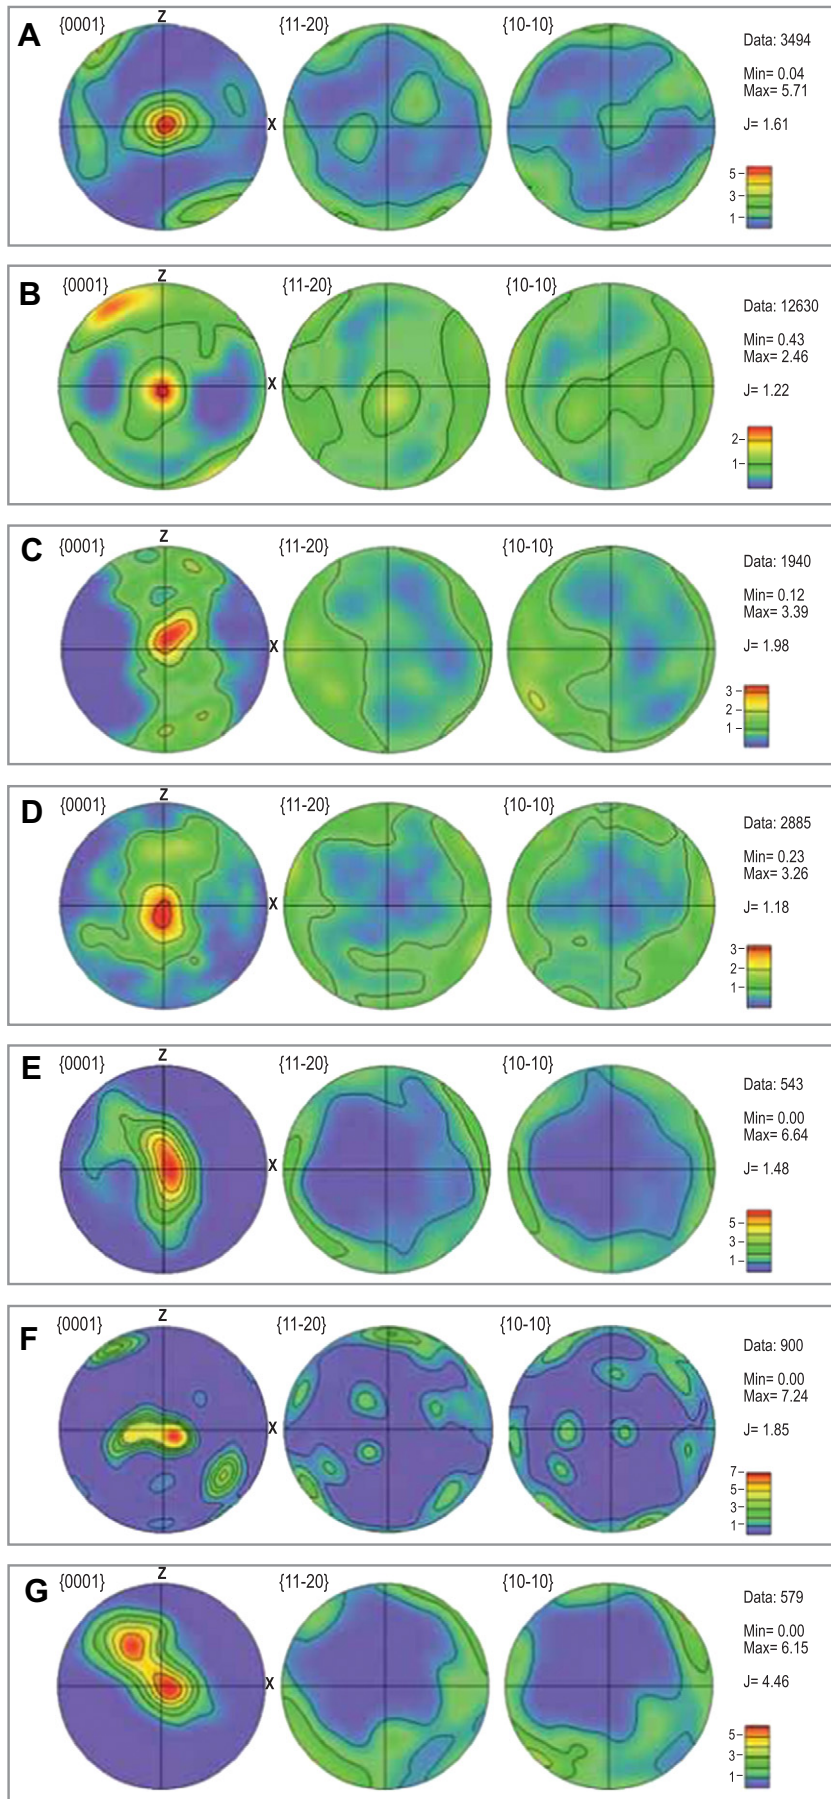 A
{0001}
Z
X
{11-20}
{10-10}
Data: 3494
Min= 0.04
Max= 5.71
J= 1.61
5
3
1
B
{0001}
Z
X
{11-20}
{10-10}
Data: 12630
Min= 0.43
Max= 2.46
J= 1.22
2
1
C
{0001}
Z
X
{11-20}
{10-10}
Data: 1940
Min= 0.12
Max= 3.39
J= 1.98
3
2
1
D
{0001}
Z
X
{11-20}
{10-10}
Data: 2885
Min= 0.23
Max= 3.26
J= 1.18
3
2
1
E
{0001}
Z
X
{11-20}
{10-10}
Data: 543
Min= 0.00
Max= 6.64
J= 1.48
5
3
1
F
{0001}
Z
X
{11-20}
{10-10}
Data: 900
Min= 0.00
Max= 7.24
J= 1.85
7
5
3
1
G
{0001}
Z
X
{11-20}
{10-10}
Data: 579
Min= 0.00
Max= 6.15
J= 4.46
5
3
1